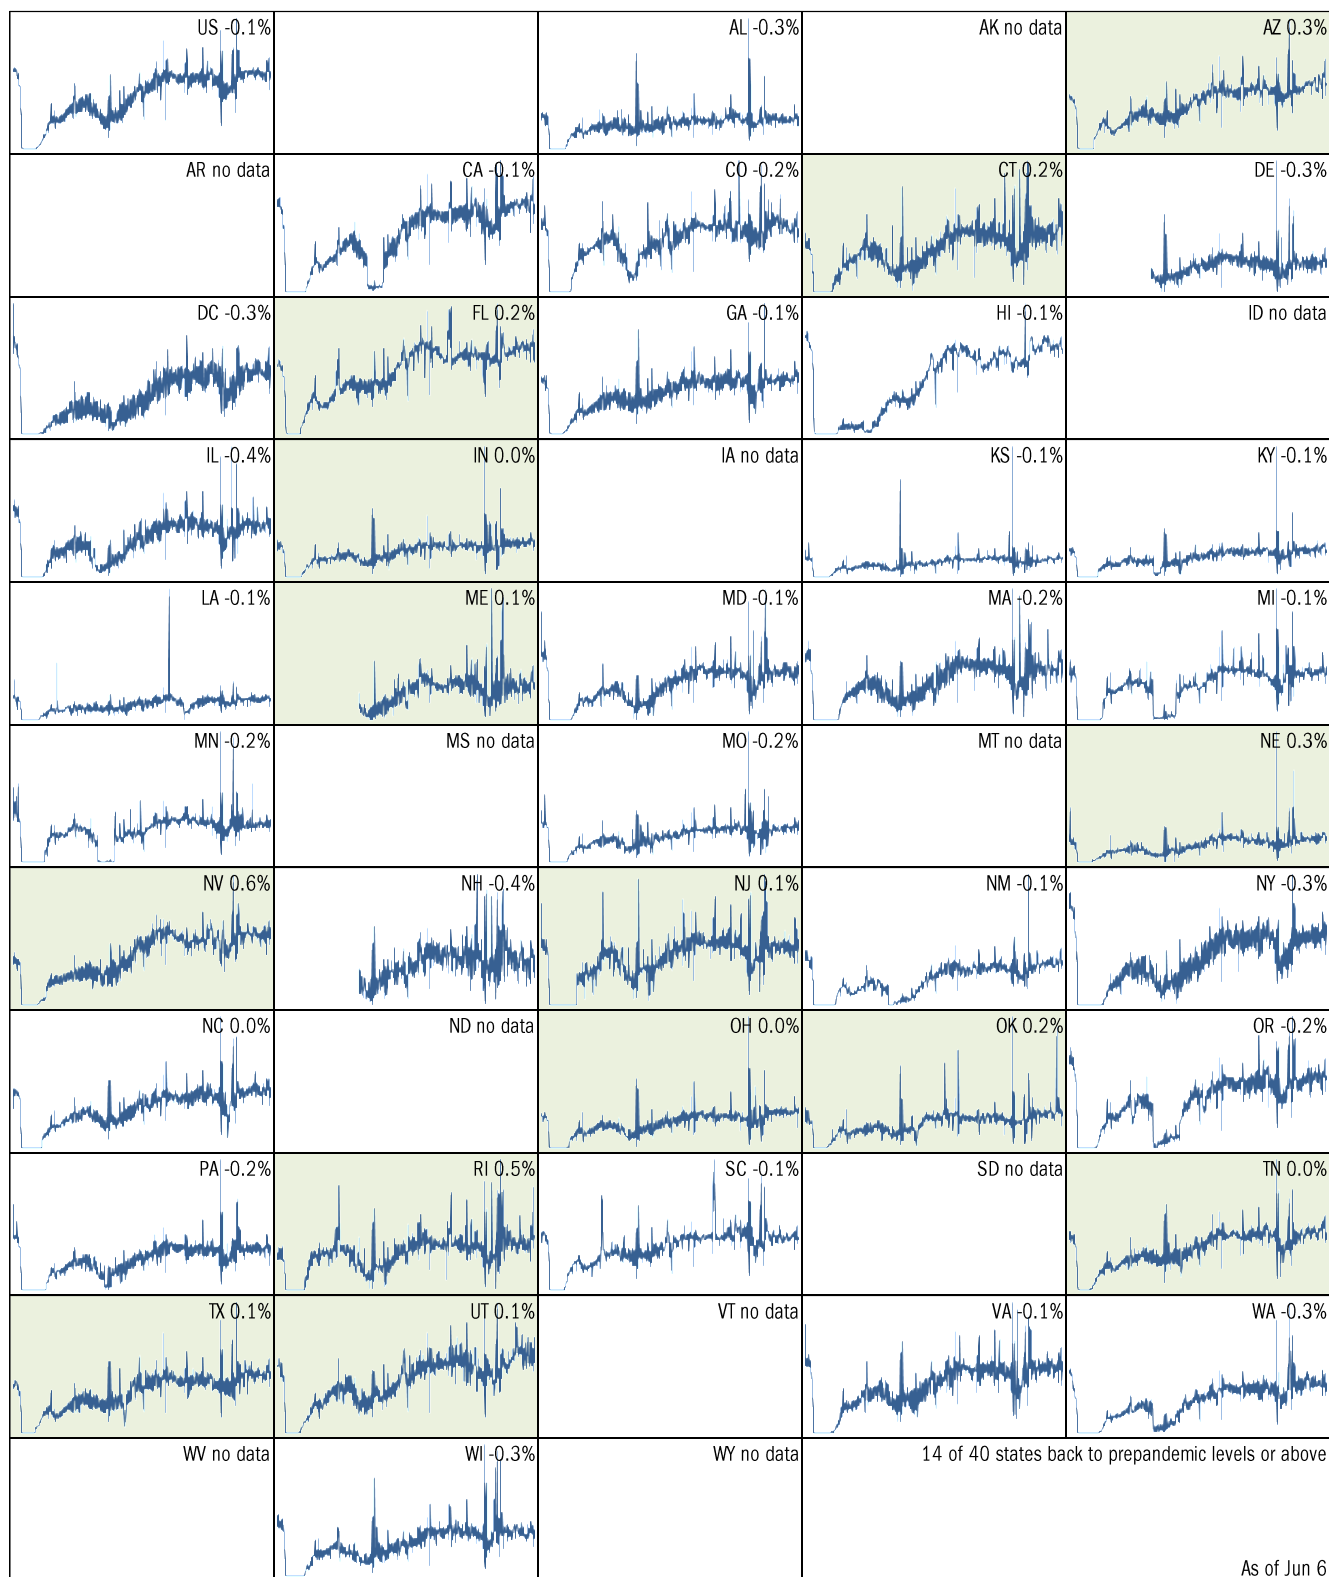 US -0.1%
AL -0.3%
AK no data
AZ 0.3%
AR no data
CA -0.1%
CO -0.2%
CT 0.2%
DE -0.3%
DC -0.3%
FL 0.2%
GA -0.1%
HI -0.1%
ID no data
IL -0.4%
IN 0.0%
IA no data
KS -0.1%
KY -0.1%
LA -0.1%
ME 0.1%
MD -0.1%
MA -0.2%
MI -0.1%
MN -0.2%
MS no data
MO -0.2%
MT no data
NE 0.3%
NV 0.6%
NH -0.4%
NJ 0.1%
NM -0.1%
NY -0.3%
NC 0.0%
ND no data
OH 0.0%
OK 0.2%
OR -0.2%
PA -0.2%
RI 0.5%
SC -0.1%
SD no data
TN 0.0%
TX 0.1%
UT 0.1%
VT no data
VA -0.1%
WA -0.3%
WV no data
WI -0.3%
WY no data
14 of 40 states back to prepandemic levels or above
As of Jun 6